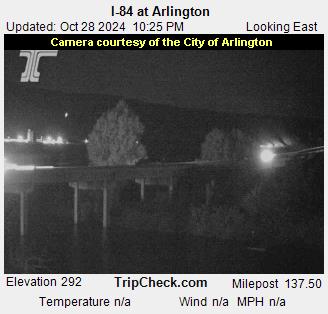 I-84 at Arlington
Updated: Oct 28 2024 10:25 PM Looking East
Camera courtesy of the City of Arlington
Elevation 292 TripCheck.com Milepost 137.50
Temperature n/a Wind n/a MPH n/a